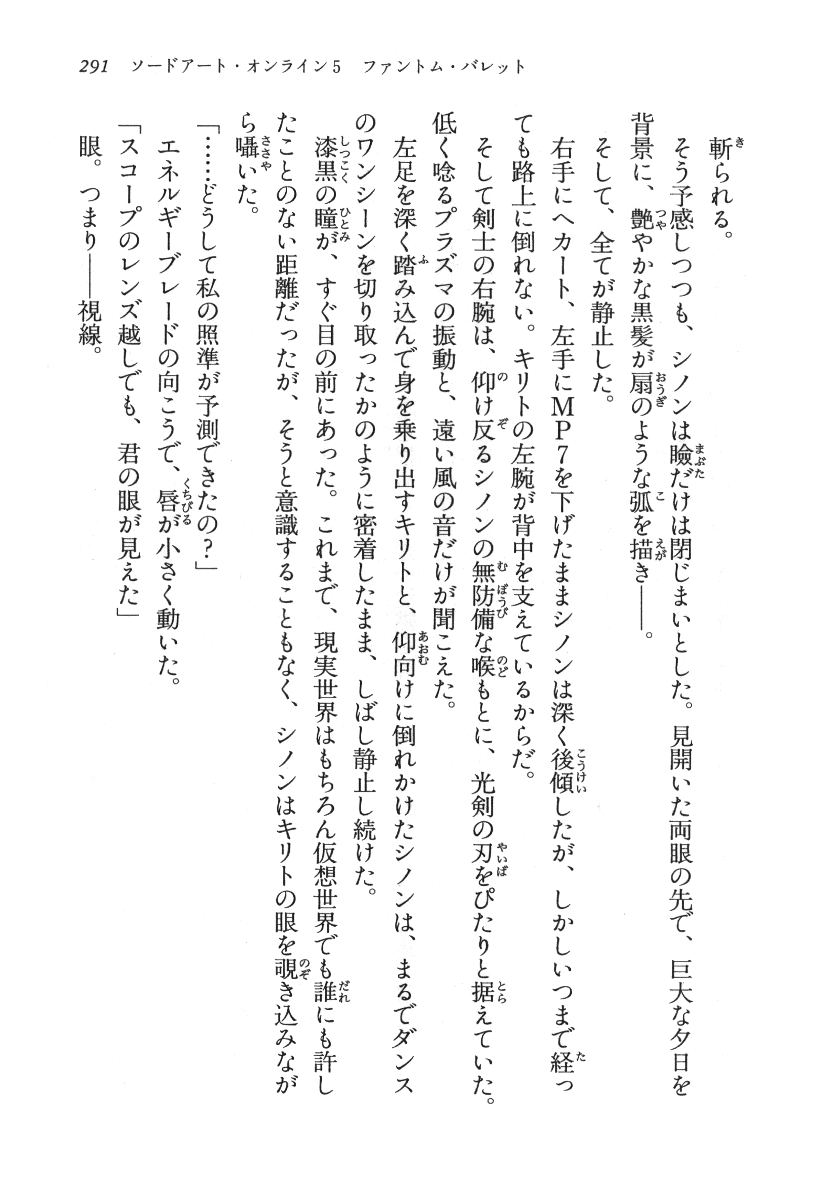 291 ソードアート・オンライン5 ファントム・バレット
斬られる。
そう予感しつつも、シノンは瞼だけは閉じまいとした。見開いた両眼の先で、巨大な夕日を
背景に、艶やかな黒髪が扇のような弧を描き――。
そして、全てが静止した。
右手にヘカート、左手にMP7を下げたままシノンは深く後傾したが、しかしいつまで経っ
ても路上に倒れない。キリトの左腕が背中を支えているからだ。
そして剣士の右腕は、仰け反るシノンの無防備な喉もとに、光剣の刃をぴたりと据えていた。
低く唸るプラズマの振動と、遠い風の音だけが聞こえた。
左足を深く踏み込んで身を乗り出すキリトと、仰向けに倒れかけたシノンは、まるでダンス
のワンシーンを切り取ったかのように密着したまま、しばし静止し続けた。
漆黒の瞳が、すぐ目の前にあった。これまで、現実世界はもちろん仮想世界でも誰にも許し
たことのない距離だったが、そうと意識することもなく、シノンはキリトの眼を覗き込みなが
ら囁いた。
「……どうして私の照準が予測できたの？」
エネルギーブレードの向こうで、唇が小さく動いた。
「スコープのレンズ越しでも、君の眼が見えた」
眼。つまり――視線。